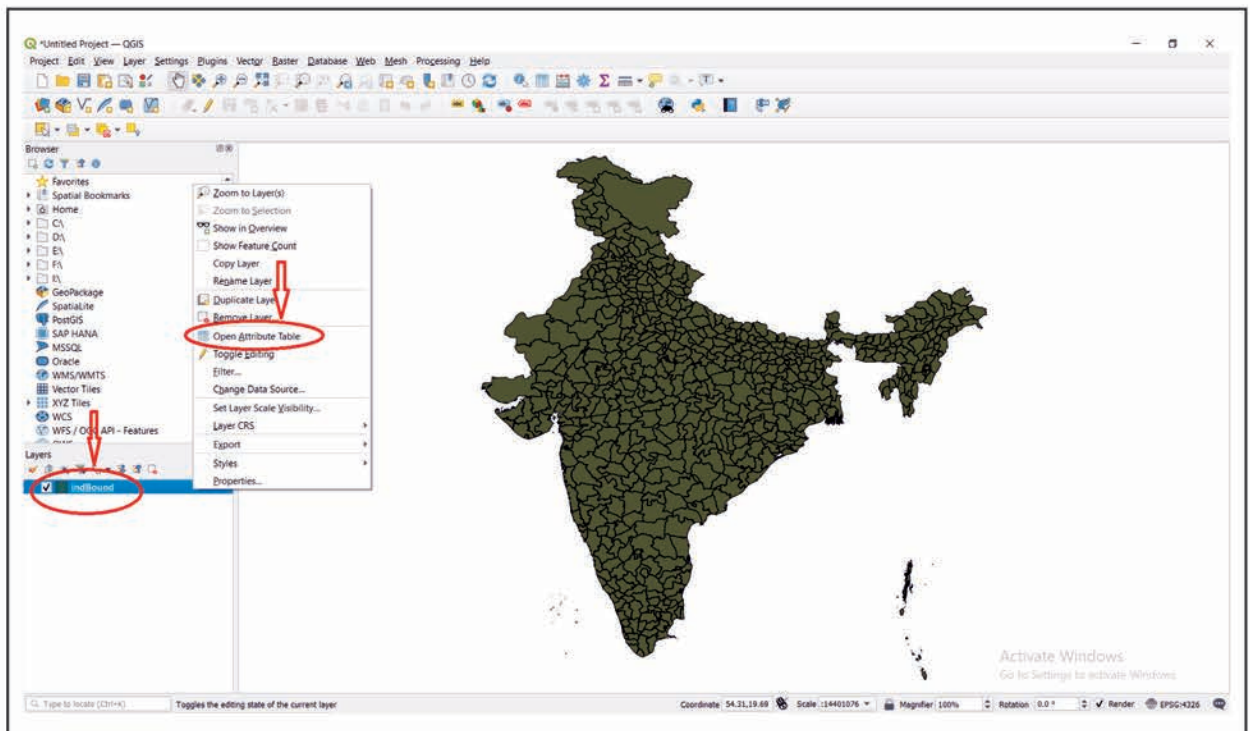 *Untitled Project — QGIS
Project Edit View Layer Settings Plugins Vector Raster Database Web Mesh Processing Help
Browser
Favorites
Spatial Bookmarks
Home
C:\
D:\
E:\
F:\
GeoPackage
SpatiaLite
PostGIS
SAP HANA
MSSQL
Oracle
WMS/WMTS
Vector Tiles
XYZ Tiles
WCS
WFS / API - Features
Layers
IndBound
Zoom to Layer(s)
Zoom to Selection
Show in Overview
Show Feature Count
Copy Layer
Rename Layer
Duplicate Laye
Remove Layer
Open Attribute Table
Toggle Editing
Filter...
Change Data Source...
Set Layer Scale Visibility...
Layer CRS
Export
Styles
Properties...
Activate Windows
Go to Settings to activate Windows.
Type to locate (Ctrl+K) Toggles the editing state of the current layer Coordinate 54.31,19.69 Scale :14401076 Magnifier 100% Rotation 0.0 ° Render EPSG:4326